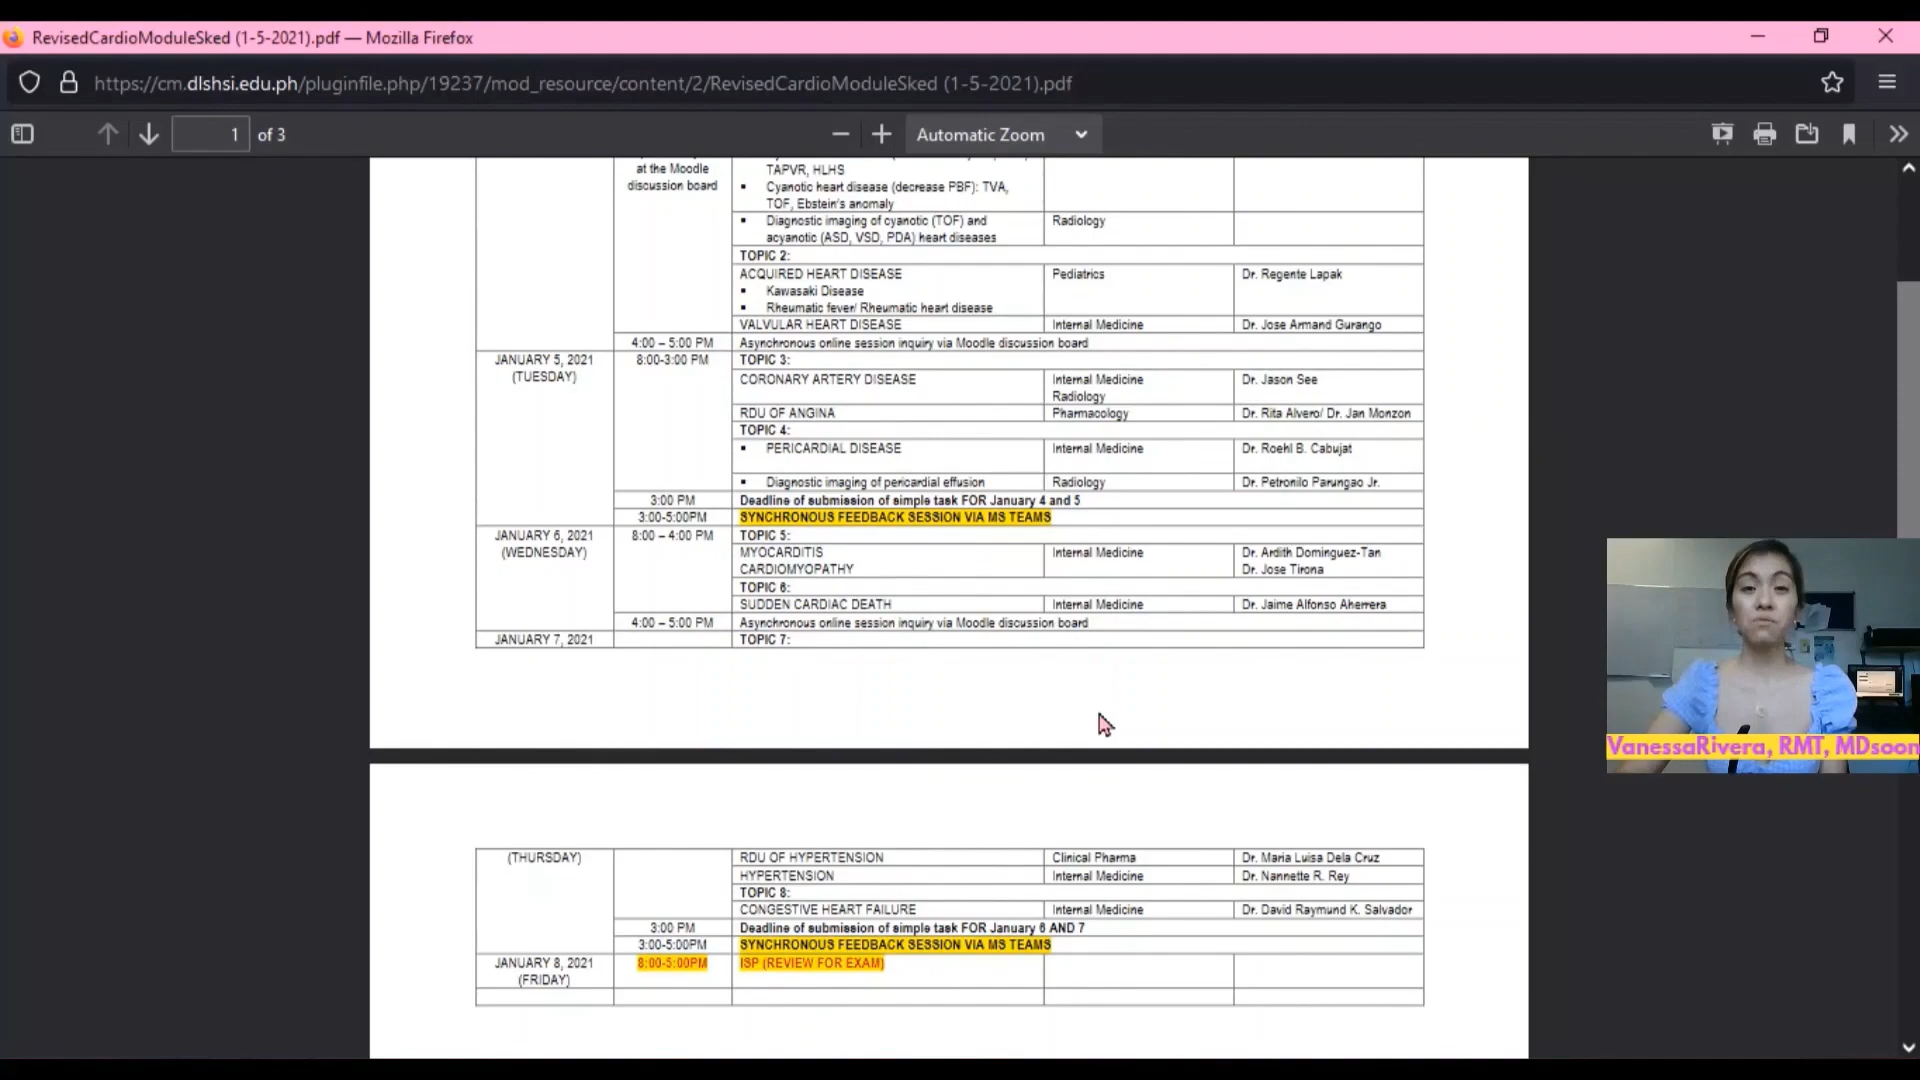 RevisedCardioModuleSked (1-5-2021).pdf — Mozilla Firefox
https://cm.dlshsi.edu.ph/pluginfile.php/19237/mod_resource/content/2/RevisedCardioModuleSked (1-5-2021).pdf
1 of 3
Automatic Zoom
at the Moodle
discussion board
TAPVR, HLHS
▪ Cyanotic heart disease (decrease PBF): TVA,
TOF, Ebstein's anomaly
▪ Diagnostic imaging of cyanotic (TOF) and
acyanotic (ASD, VSD, PDA) heart diseases
Radiology
TOPIC 2:
ACQUIRED HEART DISEASE Pediatrics Dr. Regente Lapak
▪ Kawasaki Disease
▪ Rheumatic fever/ Rheumatic heart disease
VALVULAR HEART DISEASE Internal Medicine Dr. Jose Armand Gurango
4:00 – 5:00 PM Asynchronous online session inquiry via Moodle discussion board
JANUARY 5, 2021 8:00-3:00 PM TOPIC 3:
(TUESDAY)
CORONARY ARTERY DISEASE Internal Medicine Dr. Jason See
Radiology
RDU OF ANGINA Pharmacology Dr. Rita Alvero/ Dr. Jan Monzon
TOPIC 4:
▪ PERICARDIAL DISEASE Internal Medicine Dr. Roehl B. Cabujat
▪ Diagnostic imaging of pericardial effusion Radiology Dr. Petronilo Parungao Jr.
3:00 PM Deadline of submission of simple task FOR January 4 and 5
3:00-5:00PM SYNCHRONOUS FEEDBACK SESSION VIA MS TEAMS
JANUARY 6, 2021 8:00 – 4:00 PM TOPIC 5:
(WEDNESDAY) MYOCARDITIS Internal Medicine Dr. Ardith Dominguez-Tan
CARDIOMYOPATHY Dr. Jose Tirona
TOPIC 6:
SUDDEN CARDIAC DEATH Internal Medicine Dr. Jaime Alfonso Aherrera
4:00 – 5:00 PM Asynchronous online session inquiry via Moodle discussion board
JANUARY 7, 2021 TOPIC 7:
VanessaRivera, RMT, MDsoon
(THURSDAY) RDU OF HYPERTENSION Clinical Pharma Dr. Maria Luisa Dela Cruz
HYPERTENSION Internal Medicine Dr. Nannette R. Rey
TOPIC 8:
CONGESTIVE HEART FAILURE Internal Medicine Dr. David Raymund K. Salvador
3:00 PM Deadline of submission of simple task FOR January 6 AND 7
3:00-5:00PM SYNCHRONOUS FEEDBACK SESSION VIA MS TEAMS
JANUARY 8, 2021 8:00-5:00PM ISP (REVIEW FOR EXAM)
(FRIDAY)